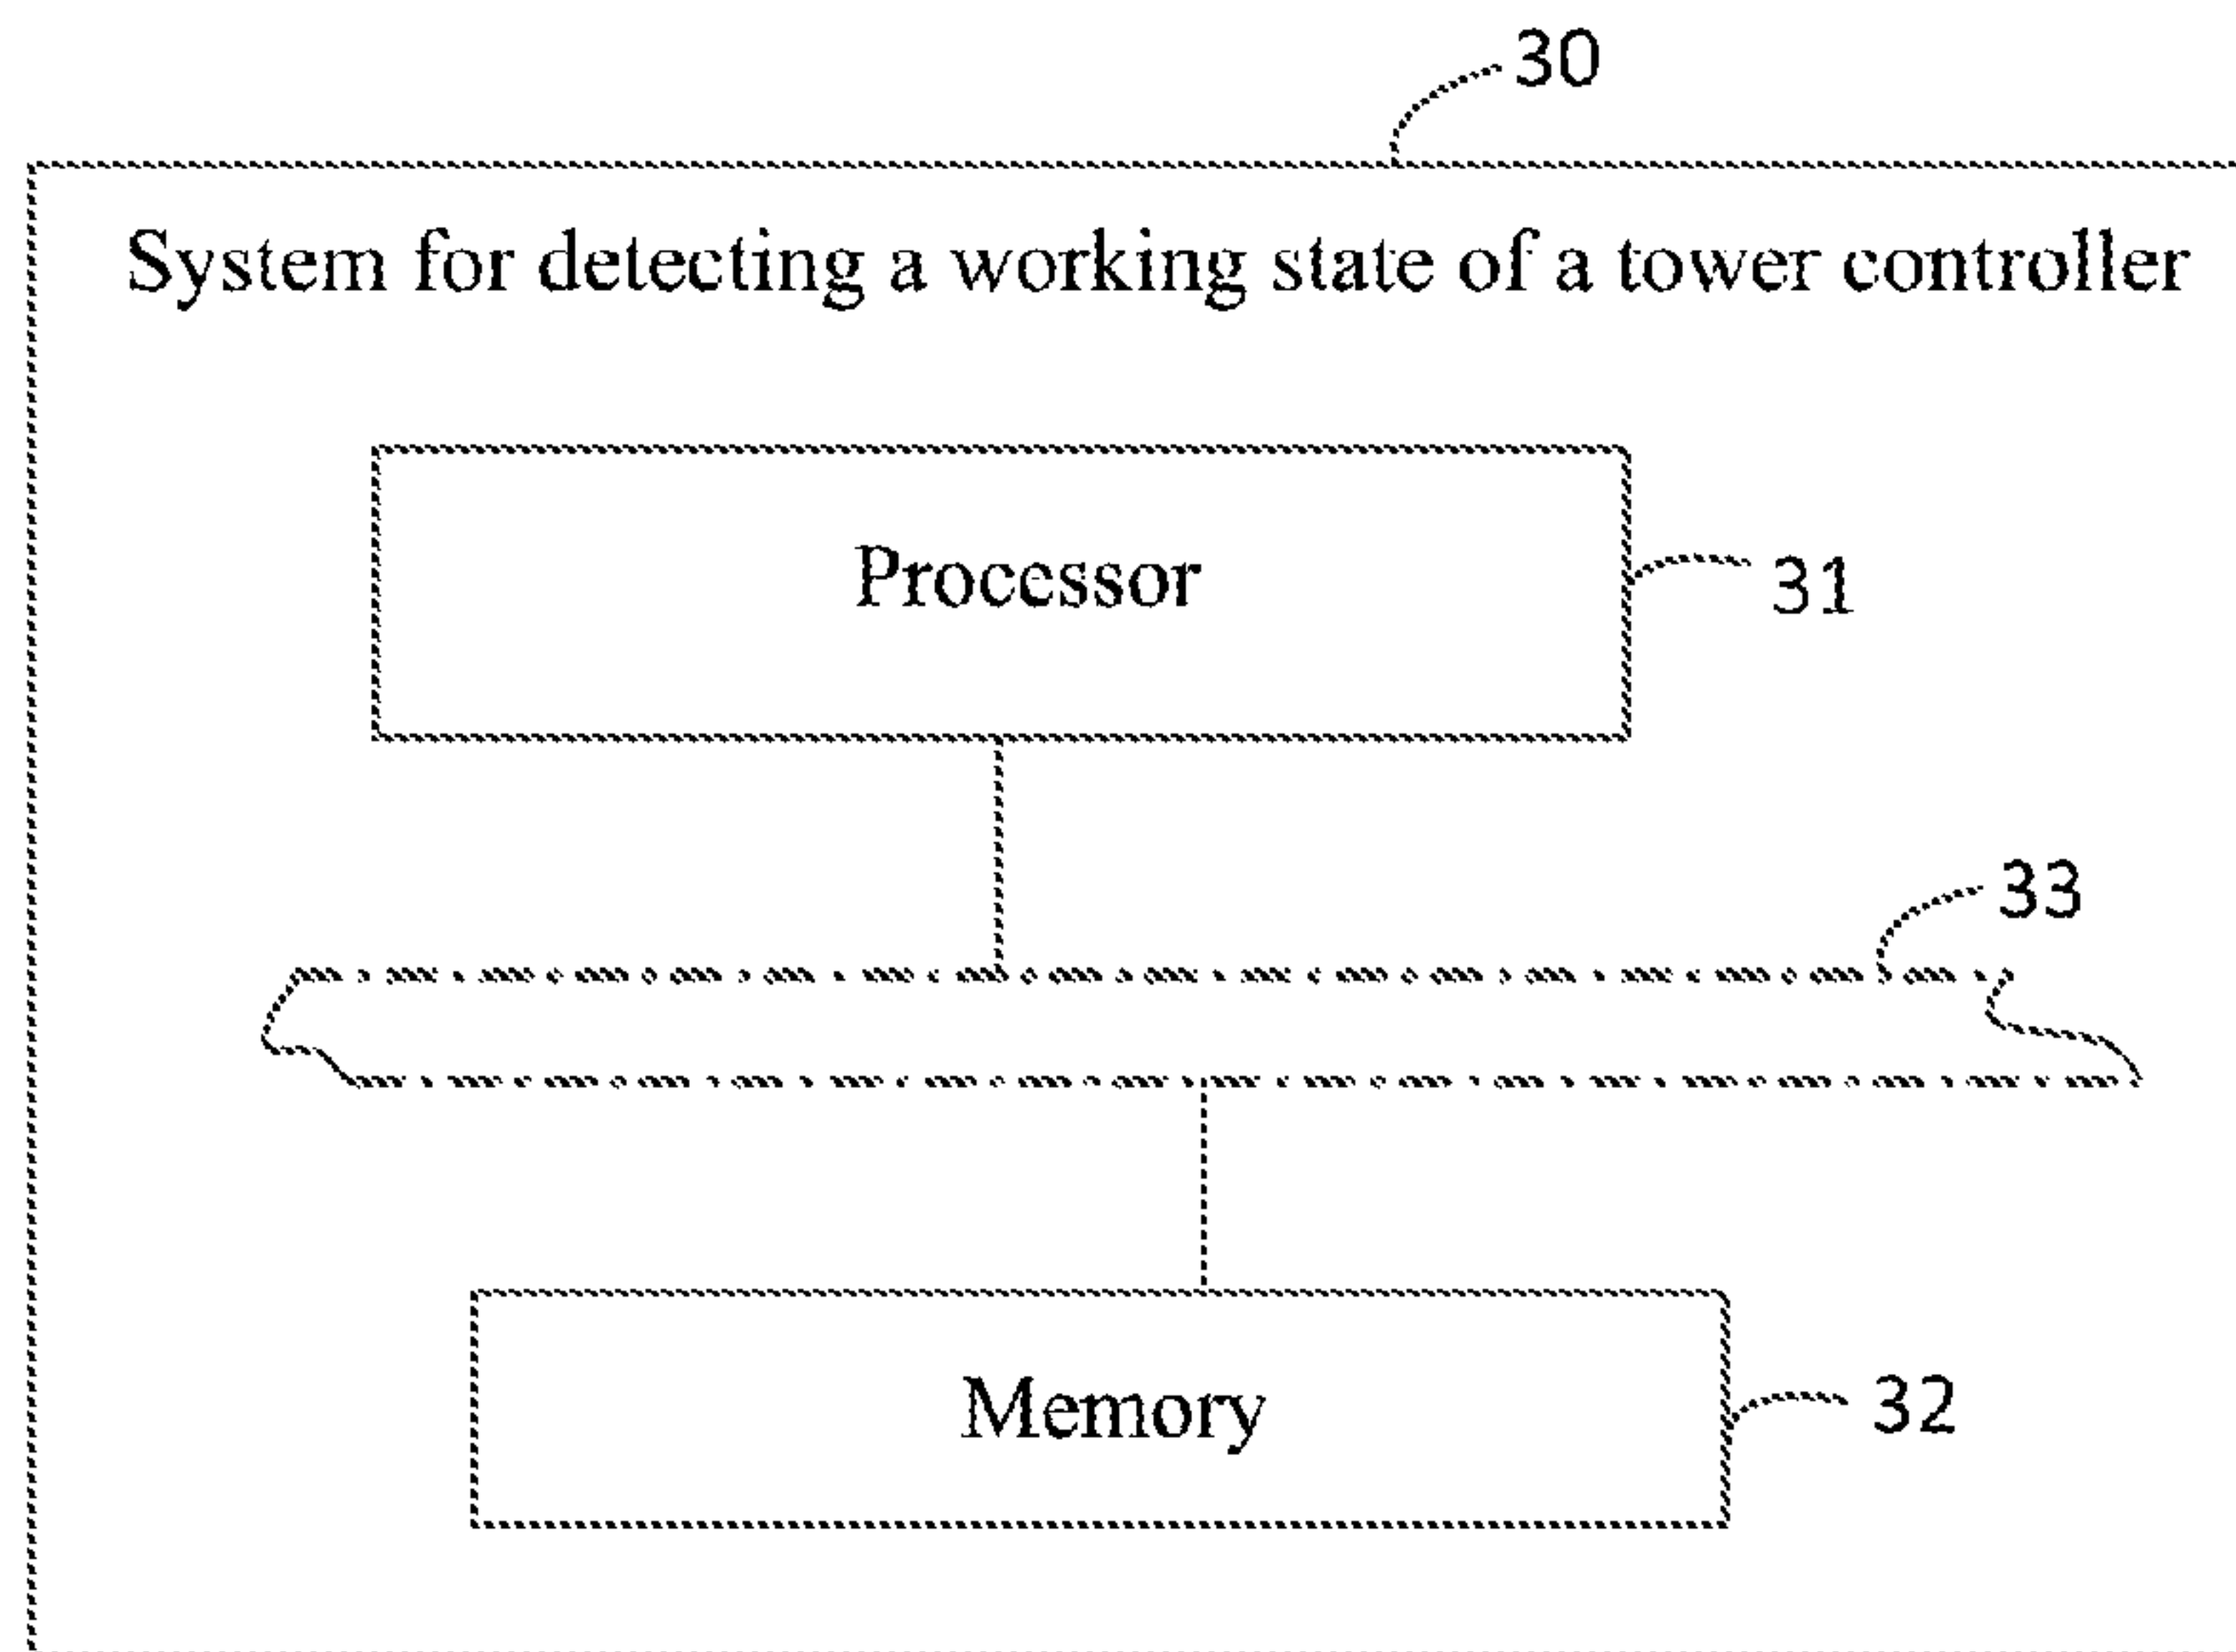 30
System for detecting a working state of a tower controller
Processor
31
33
Memory
32